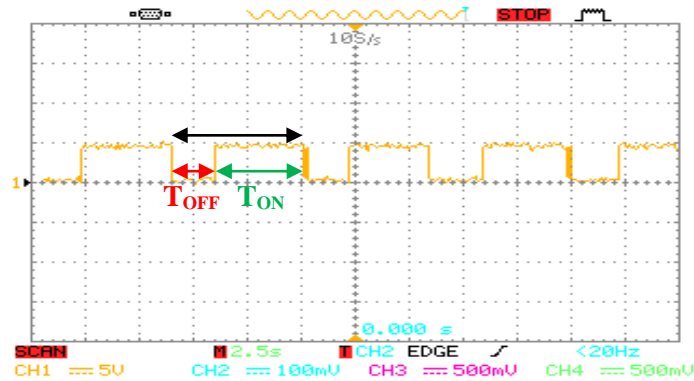 STOP
10S/s
1
TOFF TON
0.000 s
SCAN M 2.5s T CH2 EDGE <20Hz
CH1 5V CH2 100mV CH3 500mV CH4 500mV